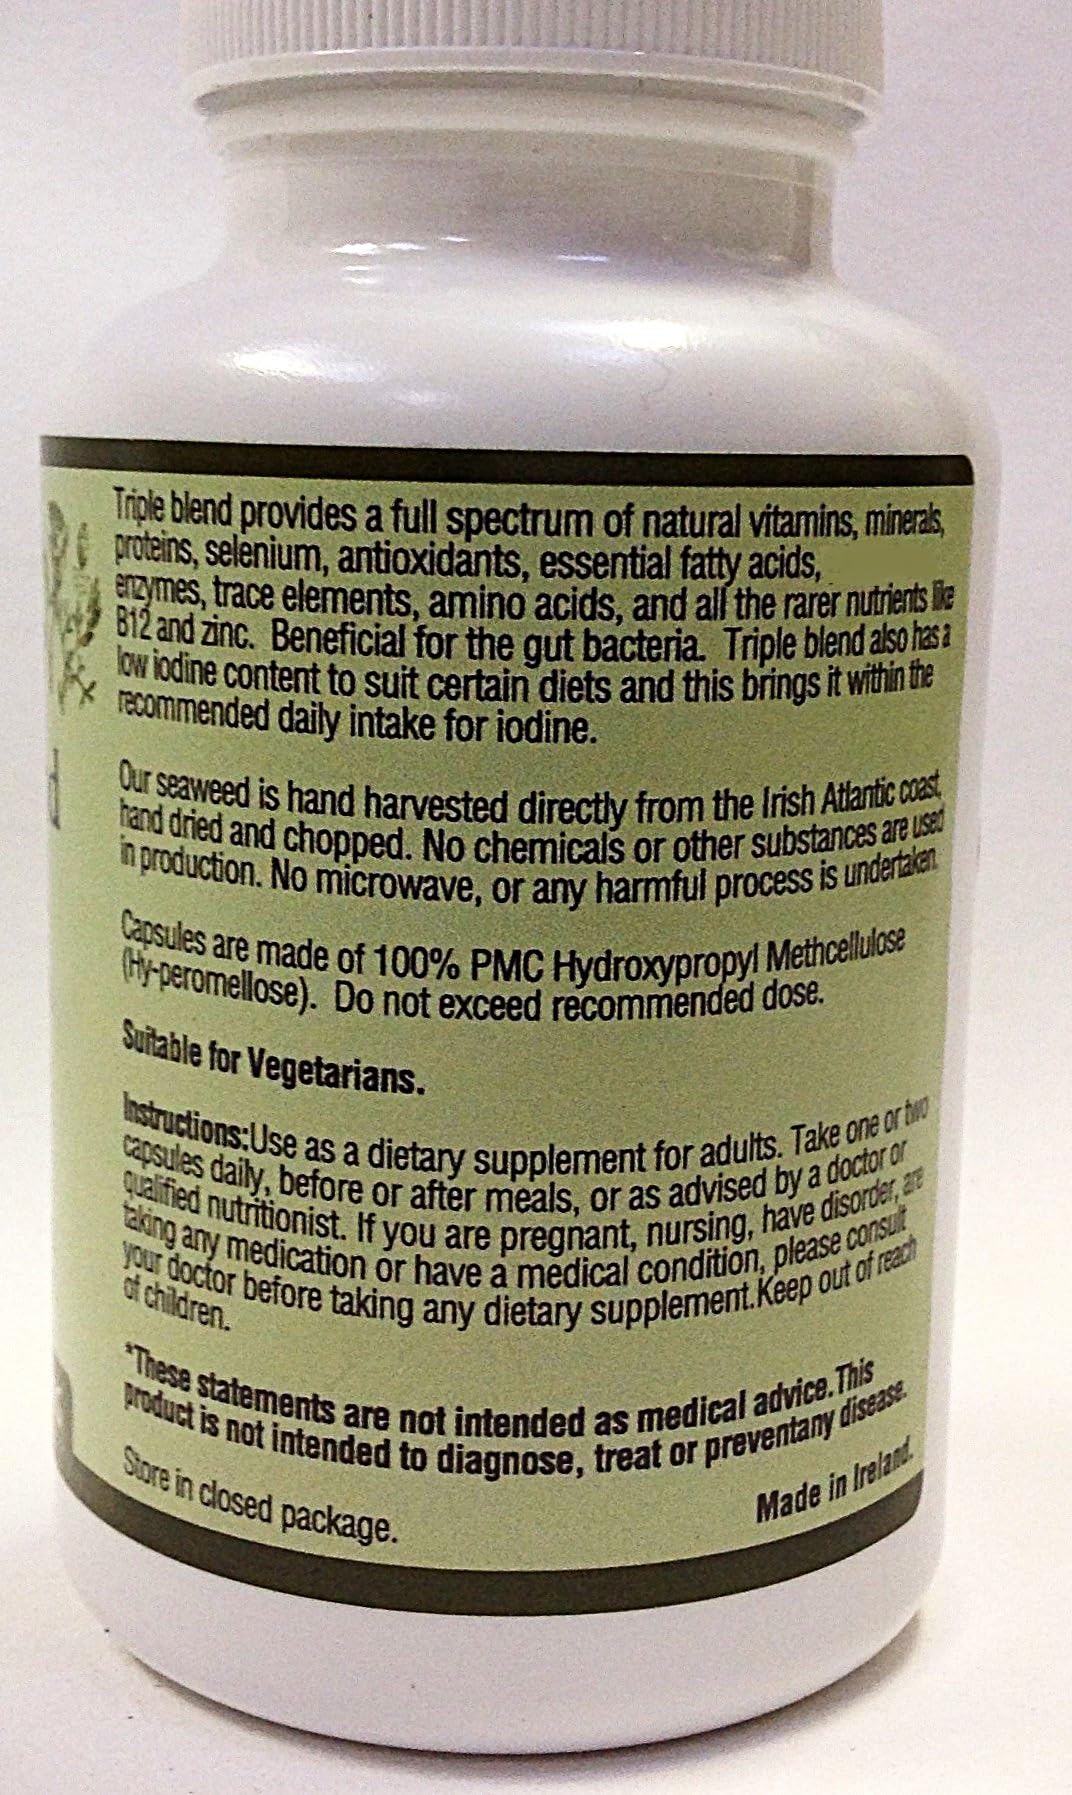 Triple blend provides a full spectrum of natural vitamins, minerals,
proteins, selenium, antioxidants, essential fatty acids,
enzymes, trace elements, amino acids, and all the rarer nutrients like
B12 and zinc. Beneficial for the gut bacteria. Triple blend also has a
low iodine content to suit certain diets and this brings it within the
recommended daily intake for iodine.
Our seaweed is hand harvested directly from the Irish Atlantic coast,
hand dried and chopped. No chemicals or other substances are used
in production. No microwave, or any harmful process is undertaken.
Capsules are made of 100% PMC Hydroxypropyl Methcellulose
(Hy-peromellose). Do not exceed recommended dose.
Suitable for Vegetarians.
Instructions:Use as a dietary supplement for adults. Take one or two
capsules daily, before or after meals, or as advised by a doctor or
qualified nutritionist. If you are pregnant, nursing, have disorder, are
taking any medication or have a medical condition, please consult
your doctor before taking any dietary supplement.Keep out of reach
of children.
*These statements are not intended as medical advice.This
product is not intended to diagnose, treat or preventany disease.
Store in closed package.
Made in Ireland.